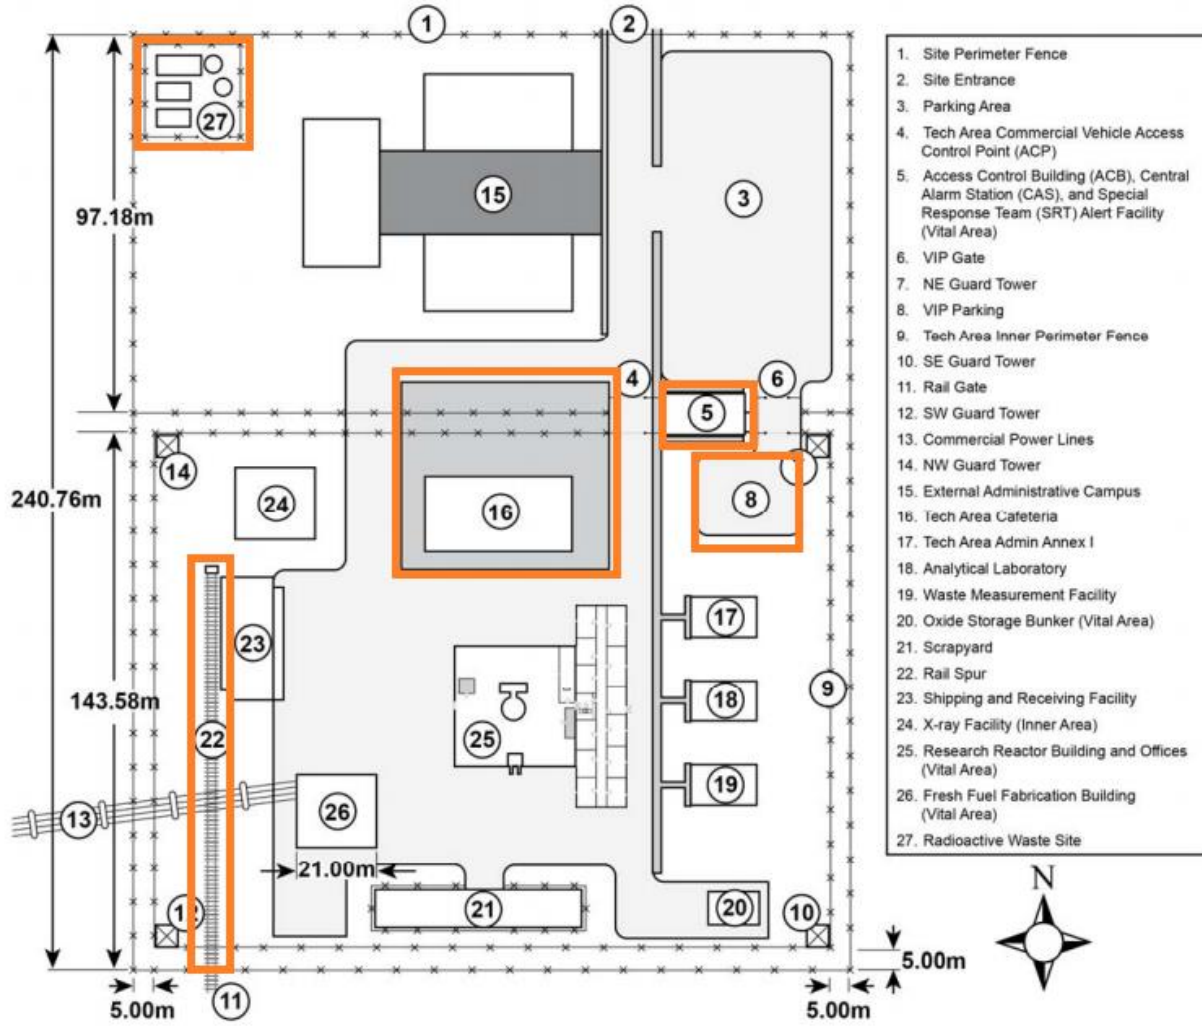 1
2
27
15
3
97.18m
4
6
5
14
24
16
8
240.76m
17
23
9
143.58m
18
22
25
19
13
26
21.00m
12
21
20
10
5.00m
11
5.00m
5.00m
1. Site Perimeter Fence
2. Site Entrance
3. Parking Area
4. Tech Area Commercial Vehicle Access
Control Point (ACP)
5. Access Control Building (ACB), Central
Alarm Station (CAS), and Special
Response Team (SRT) Alert Facility
(Vital Area)
6. VIP Gate
7. NE Guard Tower
8. VIP Parking
9. Tech Area Inner Perimeter Fence
10. SE Guard Tower
11. Rail Gate
12. SW Guard Tower
13. Commercial Power Lines
14. NW Guard Tower
15. External Administrative Campus
16. Tech Area Cafeteria
17. Tech Area Admin Annex I
18. Analytical Laboratory
19. Waste Measurement Facility
20. Oxide Storage Bunker (Vital Area)
21. Scrapyard
22. Rail Spur
23. Shipping and Receiving Facility
24. X-ray Facility (Inner Area)
25. Research Reactor Building and Offices
(Vital Area)
26. Fresh Fuel Fabrication Building
(Vital Area)
27. Radioactive Waste Site
N